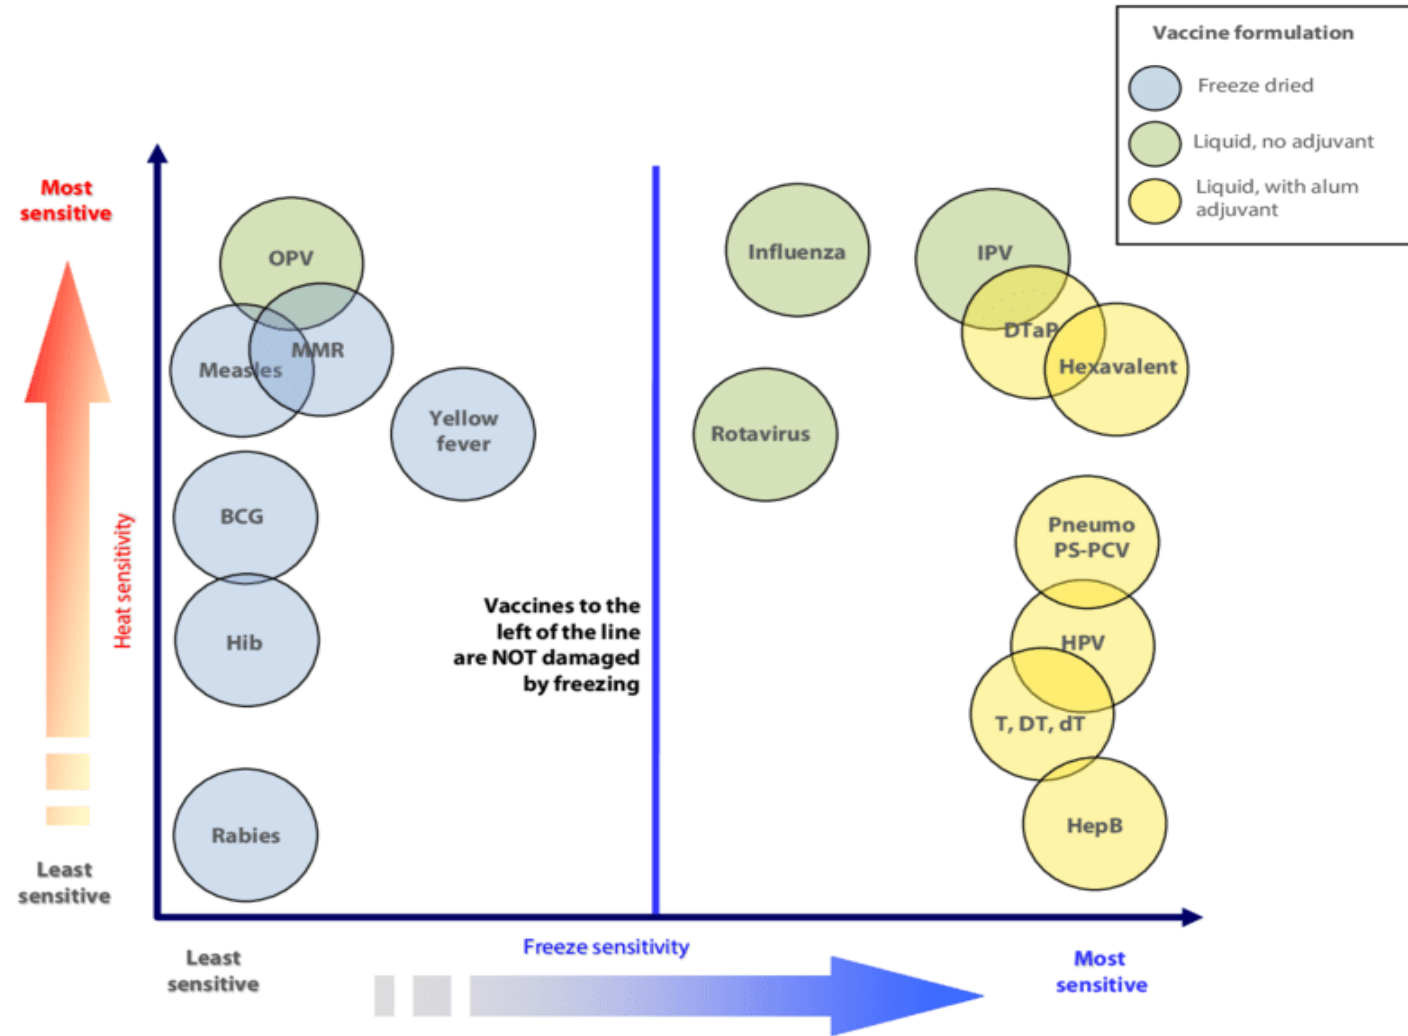 Vaccine formulation
Freeze dried
Liquid, no adjuvant
Liquid, with alum
adjuvant
Most
sensitive
Heat sensitivity
Least
sensitive
OPV
MMR
Measles
Yellow
fever
BCG
Hib
Rabies
Vaccines to the
left of the line
are NOT damaged
by freezing
Influenza
IPV
DTaP
Hexavalent
Rotavirus
Pneumo
PS-PCV
HPV
T, DT, dT
HepB
Least
sensitive
Freeze sensitivity
Most
sensitive